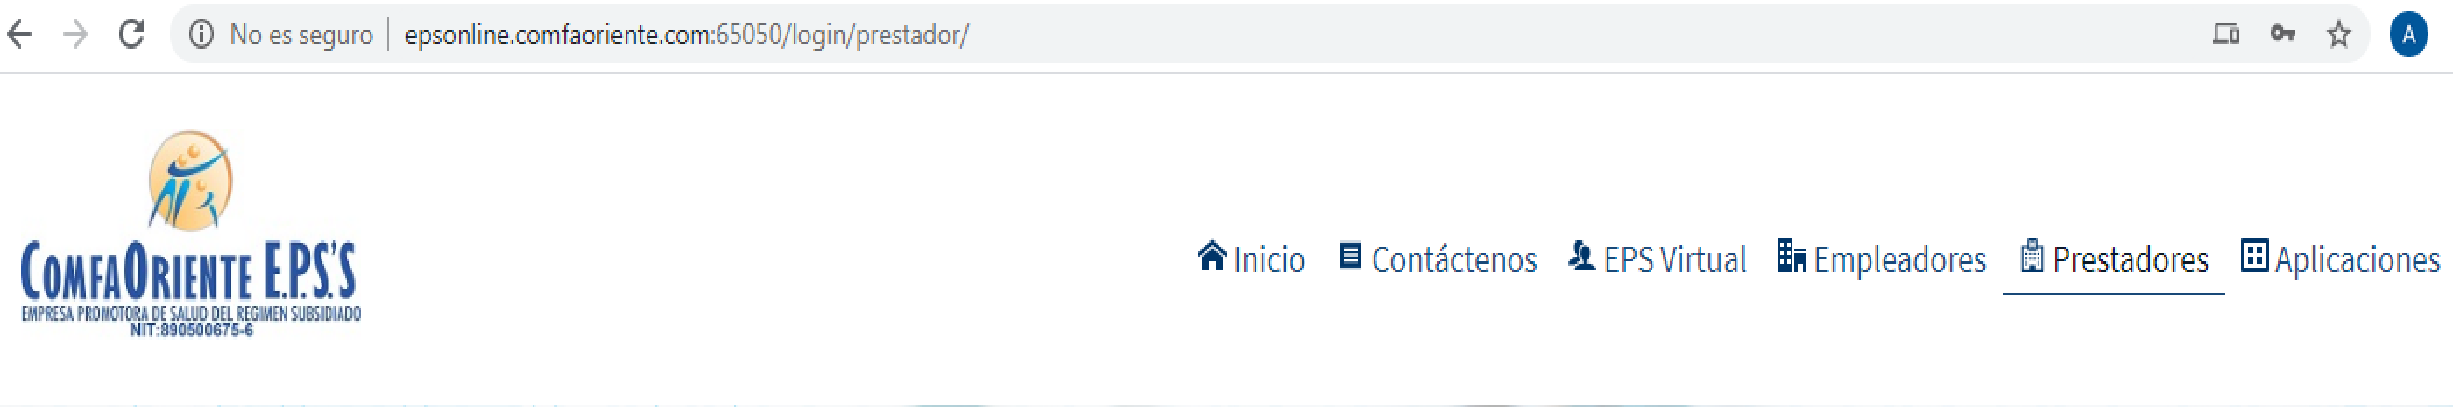 No es seguro | epsonline.comfaoriente.com:65050/login/prestador/
A
COMFAORIENTE E.P.S.'S
EMPRESA PROMOTORA DE SALUD DEL REGIMEN SUBSIDIADO
NIT:890500675-6
Inicio Contáctenos EPS Virtual Empleadores Prestadores Aplicaciones